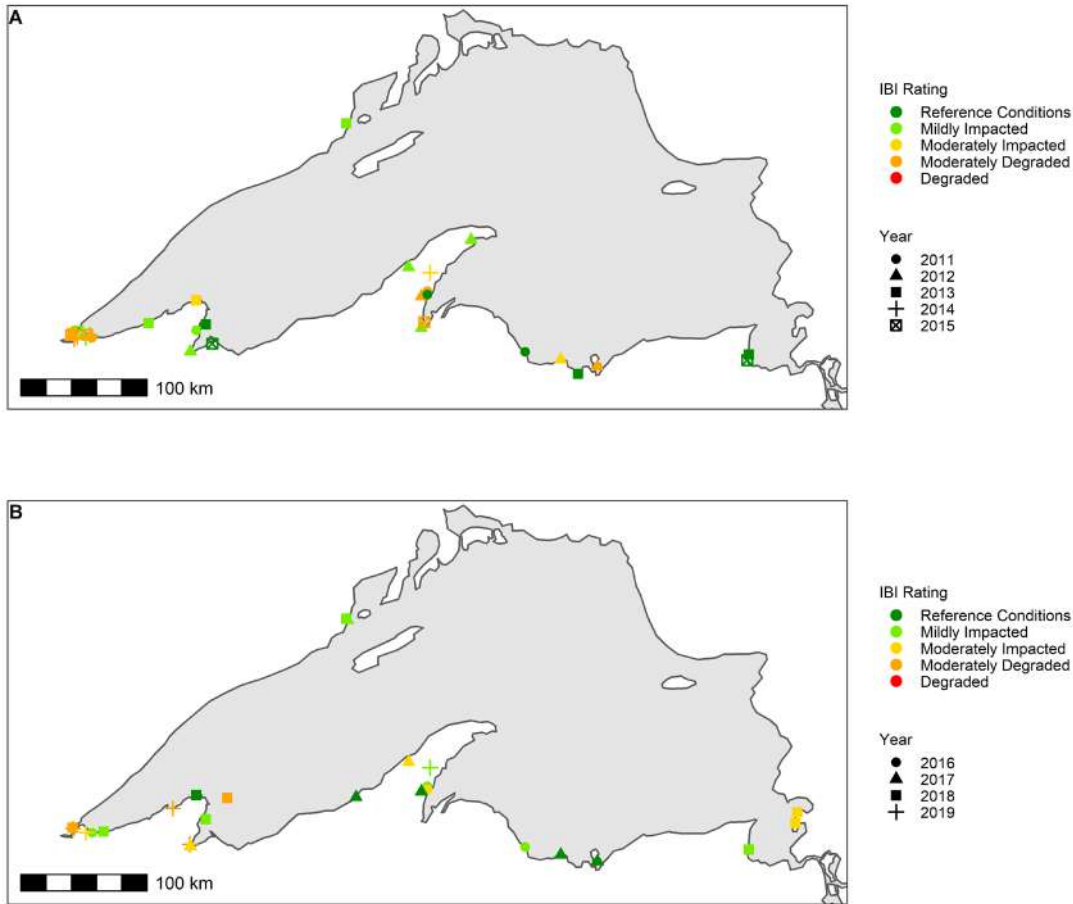 A
IBI Rating
Reference Conditions
Mildly Impacted
Moderately Impacted
Moderately Degraded
Degraded
Year
2011
2012
2013
2014
2015
100 km
B
IBI Rating
Reference Conditions
Mildly Impacted
Moderately Impacted
Moderately Degraded
Degraded
Year
2016
2017
2018
2019
100 km